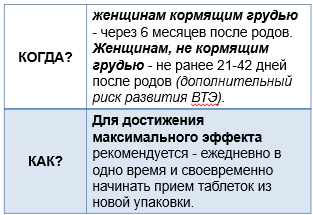 женщинам кормящим грудью
- через 6 месяцев после родов.
Женщинам, не кормящим
грудью - не ранее 21-42 дней
после родов (дополнительный
риск развития ВТЭ).
КОГДА?
Для достижения
максимального эффекта
рекомендуется - ежедневно в
одно время и своевременно
начинать прием таблеток из
новой упаковки.
КАК?